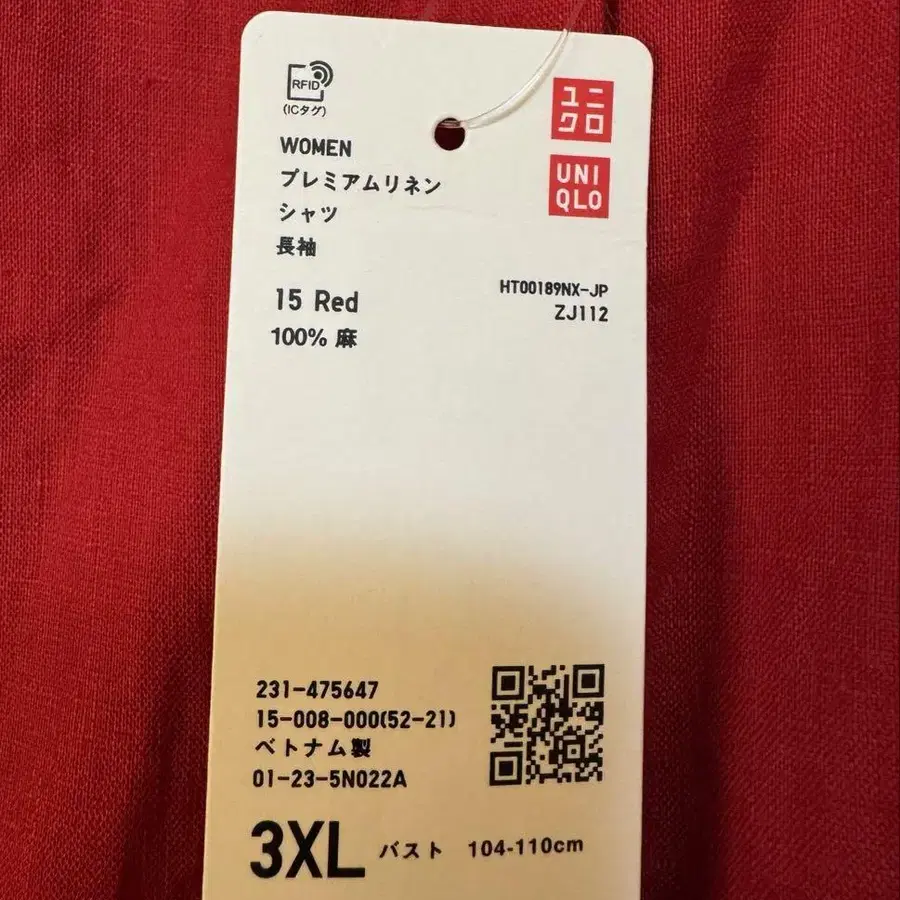 RFID
(ICタグ)
ユニ
クロ
UNI
QLO
WOMEN
プレミアムリネン
シャツ
長袖
15 Red
100% 麻
HT00189NX-JP
ZJ112
231-475647
15-008-000(52-21)
ベトナム製
01-23-5N022A
3XL バスト 104-110cm